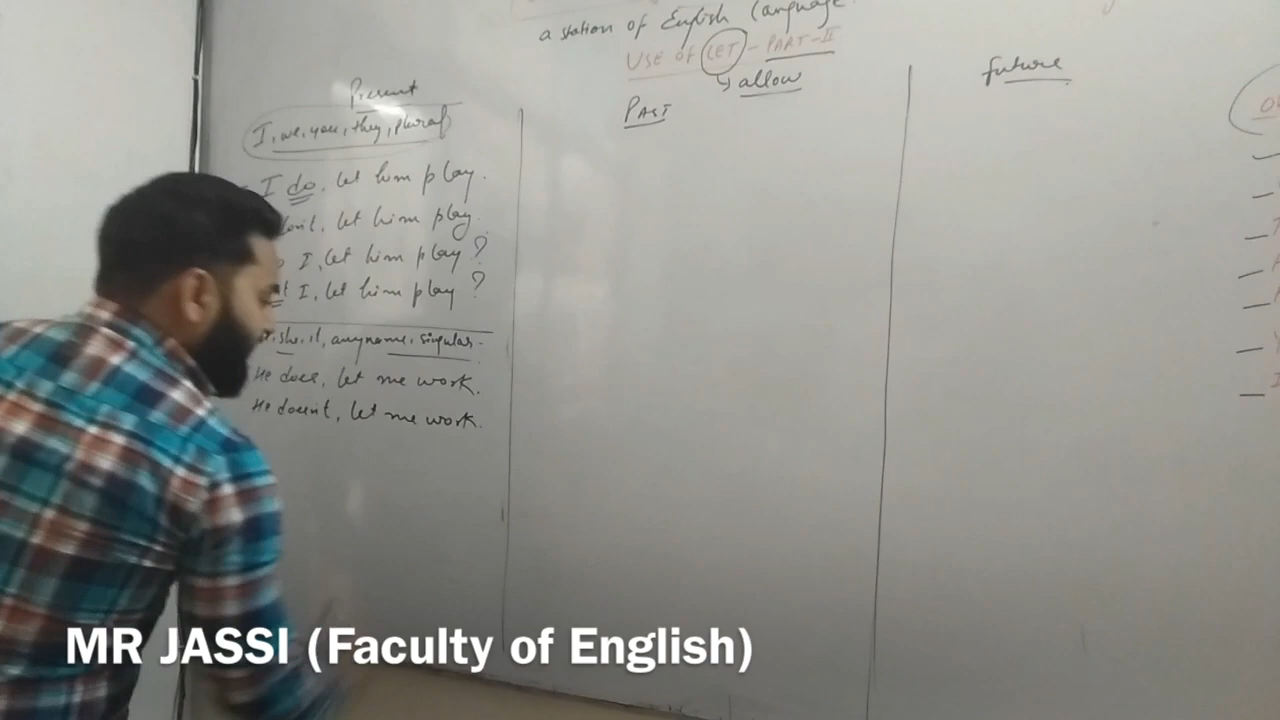 a station of English Language
USE OF LET - PART-II
allow
Present
I, we, you, they, plural
I do, let him play.
let him play.
I, let him play?
I, let him play?
she, it, anyname, singular.
He does, let me work.
He doesn't, let me work.
PAST
future
MR JASSI (Faculty of English)